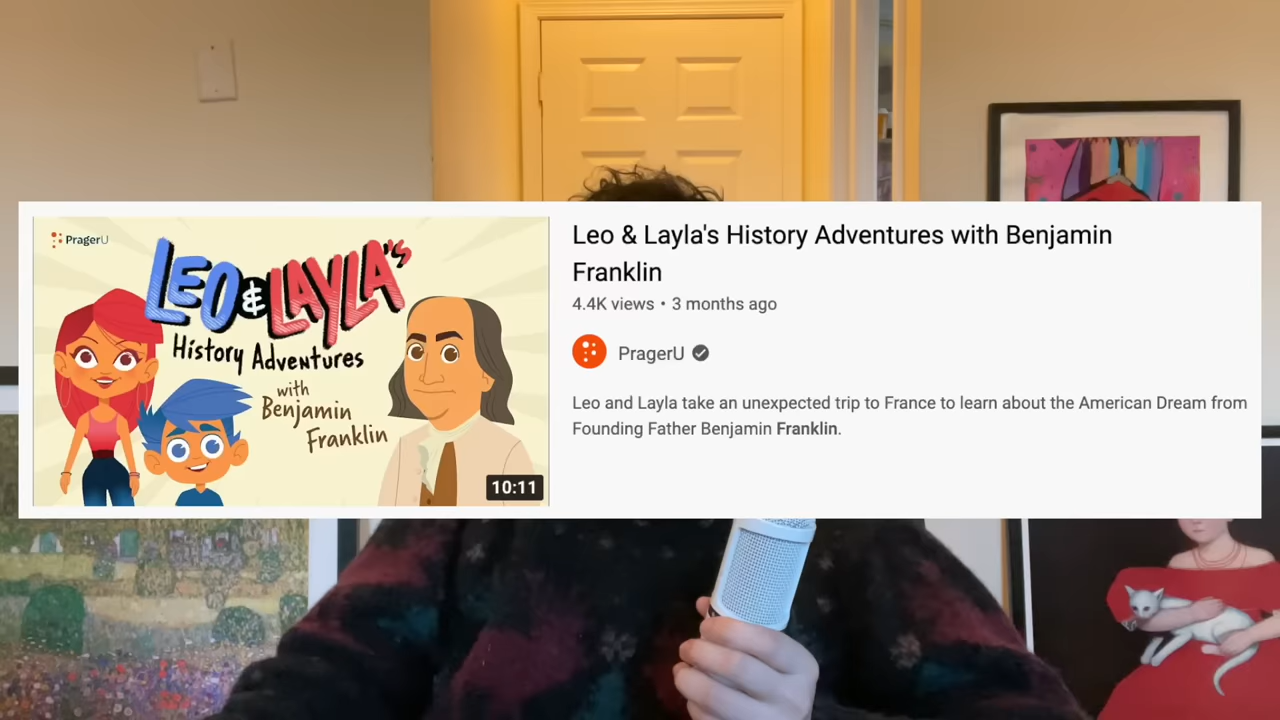 PragerU
LEO & LAYLA's
History Adventures
with
Benjamin
Franklin
10:11
Leo & Layla's History Adventures with Benjamin
Franklin
4.4K views • 3 months ago
PragerU
Leo and Layla take an unexpected trip to France to learn about the American Dream from
Founding Father Benjamin Franklin.